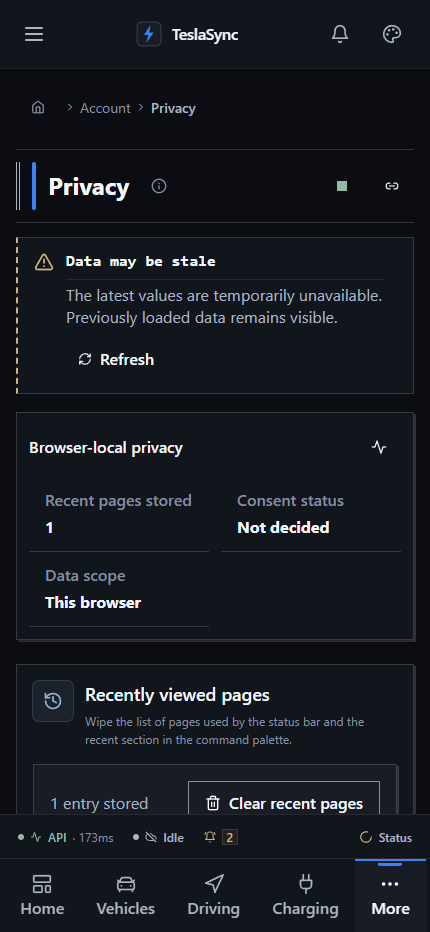 TeslaSync
Account
Privacy
Privacy
Data may be stale
The latest values are temporarily unavailable.
Previously loaded data remains visible.
Refresh
Browser-local privacy
Recent pages stored
1
Consent status
Not decided
Data scope
This browser
Recently viewed pages
Wipe the list of pages used by the status bar and the
recent section in the command palette.
1 entry stored
Clear recent pages
API · 173ms
Idle
2
Status
Home
Vehicles
Driving
Charging
More